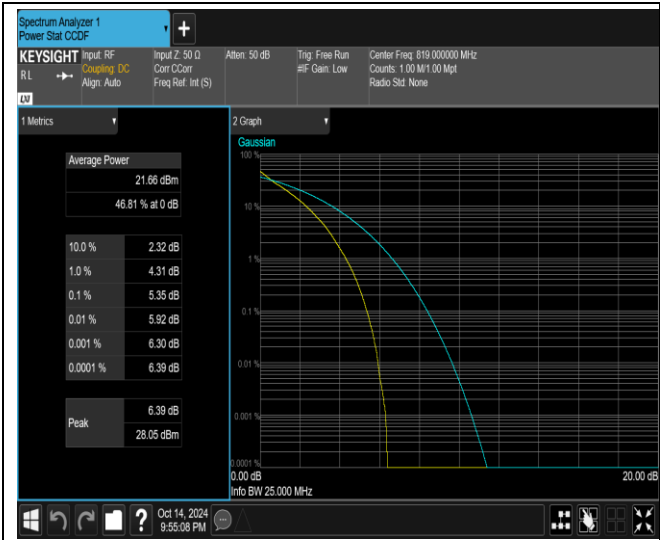 Spectrum Analyzer 1
Power Stat CCDF
KEYSIGHT
RL
LXI
Input: RF
Coupling: DC
Align: Auto
Input Z: 50 Ω
Corr CCorr
Freq Ref: Int (S)
Atten: 50 dB
Trig: Free Run
#IF Gain: Low
Center Freq: 819.000000 MHz
Counts: 1.00 M/1.00 Mpt
Radio Std: None
1 Metrics
Average Power
21.66 dBm
46.81 % at 0 dB
10.0 % 2.32 dB
1.0 % 4.31 dB
0.1 % 5.35 dB
0.01 % 5.92 dB
0.001 % 6.30 dB
0.0001 % 6.39 dB
Peak
6.39 dB
28.05 dBm
2 Graph
Gaussian
100 %
10 %
1 %
0.1 %
0.01 %
0.001 %
0.0001 %
0.00 dB
20.00 dB
Info BW 25.000 MHz
?
Oct 14, 2024
9:55:08 PM